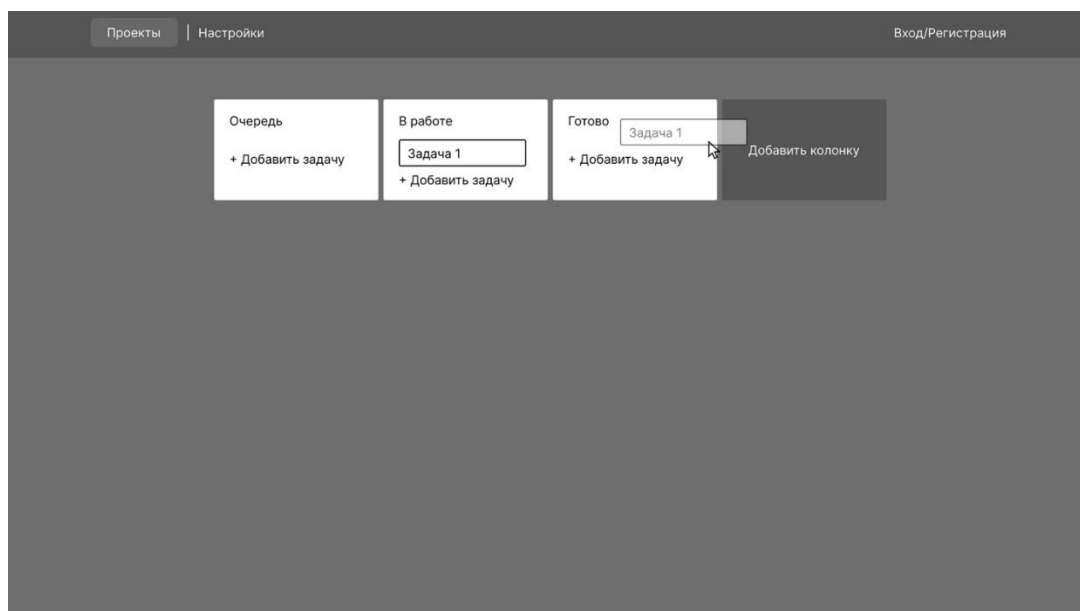 Проекты | Настройки Вход/Регистрация
Очередь
+ Добавить задачу
В работе
Задача 1
+ Добавить задачу
Готово
Задача 1
+ Добавить задачу
Добавить колонку